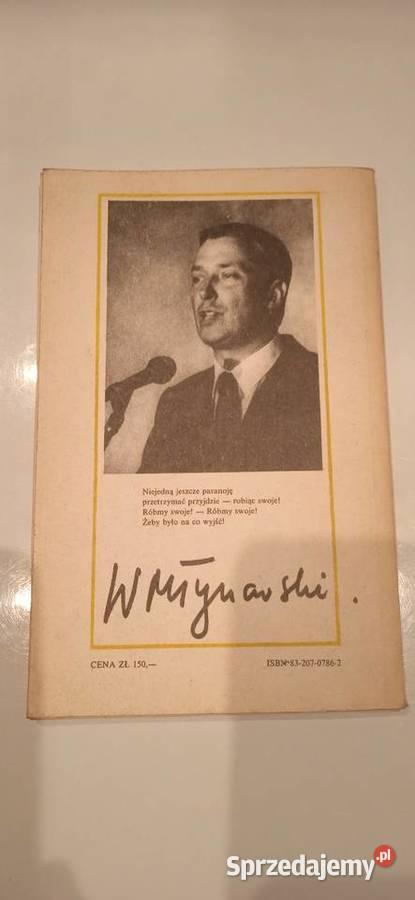 Niejedną jeszcze paranoję
przetrzymać przyjdzie — robiąc swoje!
Róbmy swoje! — Róbmy swoje!
Żeby było na co wyjść!
W Młynarski.
CENA ZŁ 150,—
ISBN 83-207-0786-2
Sprzedajemy.pl